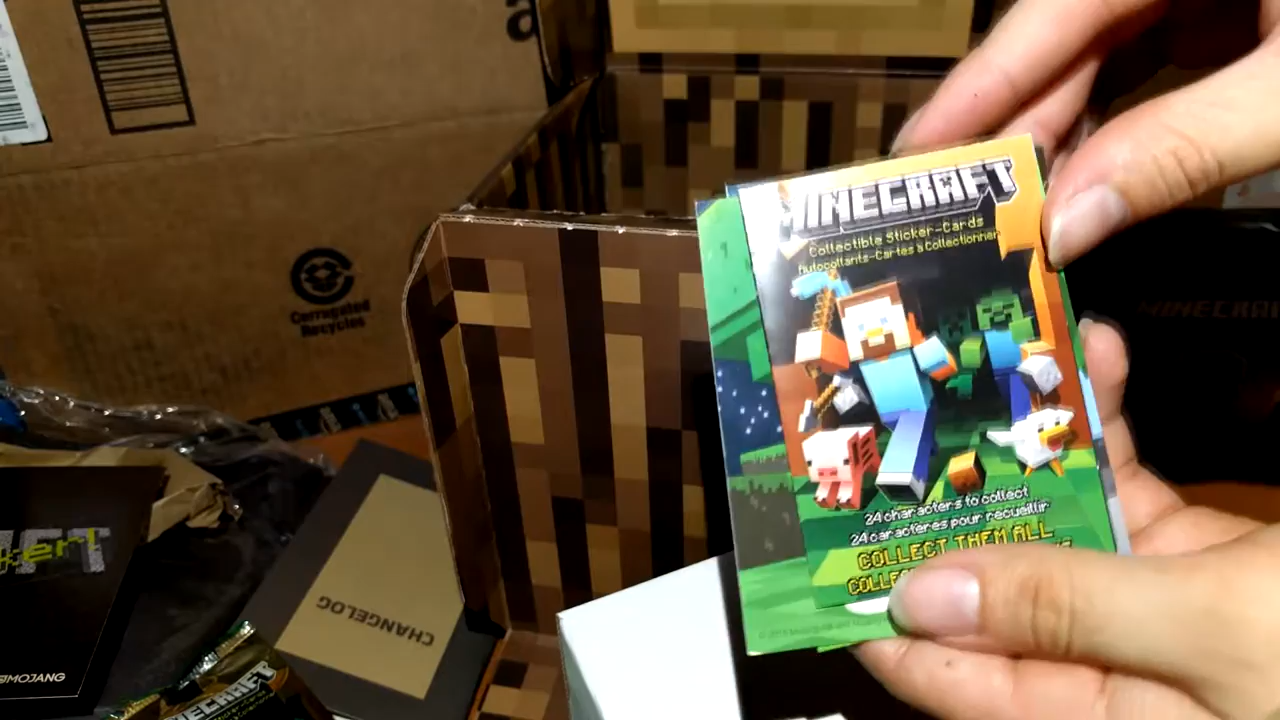 a
Corrugated
Recycles
MINECRAFT
Collectible Sticker-Cards
Autocollants-Cartes à Collectionner
24 characters to collect
24 caractères pour recueillir
COLLECT THEM ALL
MINECRAFT
CHANGELOG
MOJANG
MINECRAFT